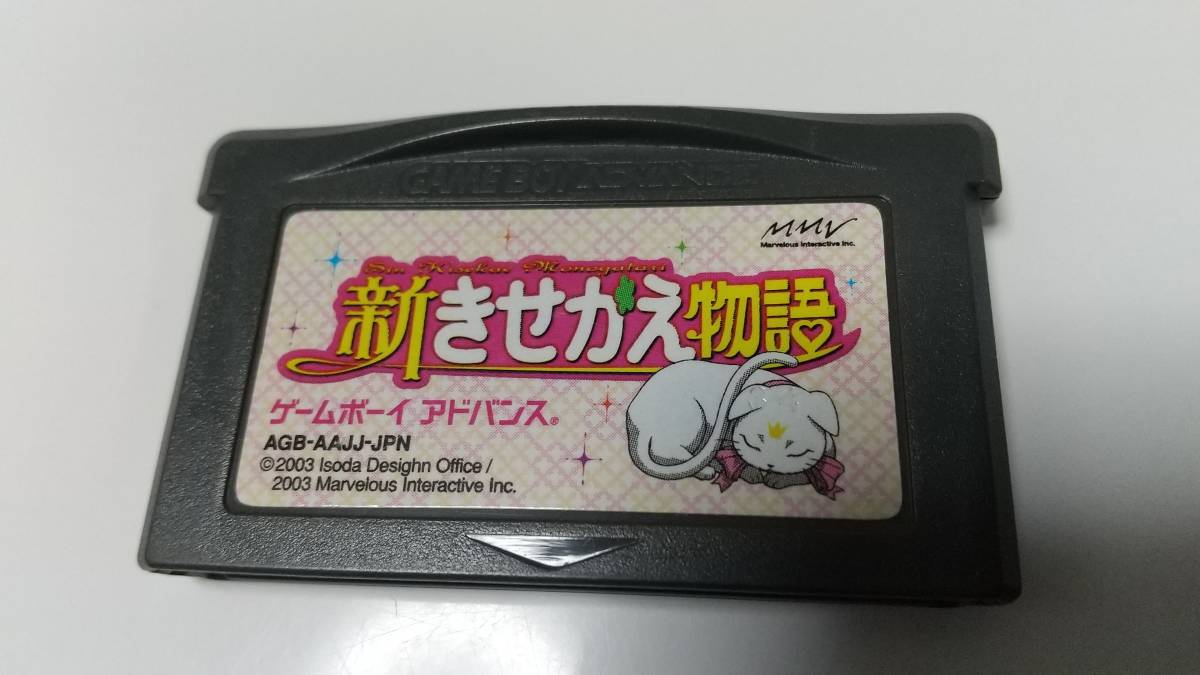 GAME BOY ADVANCE
MMV
Marvelous Interactive Inc.
Sin Kisekae Monogatari
新きせかえ物語
ゲームボーイ アドバンス®
AGB-AAJJ-JPN
©2003 Isoda Desighn Office /
2003 Marvelous Interactive Inc.